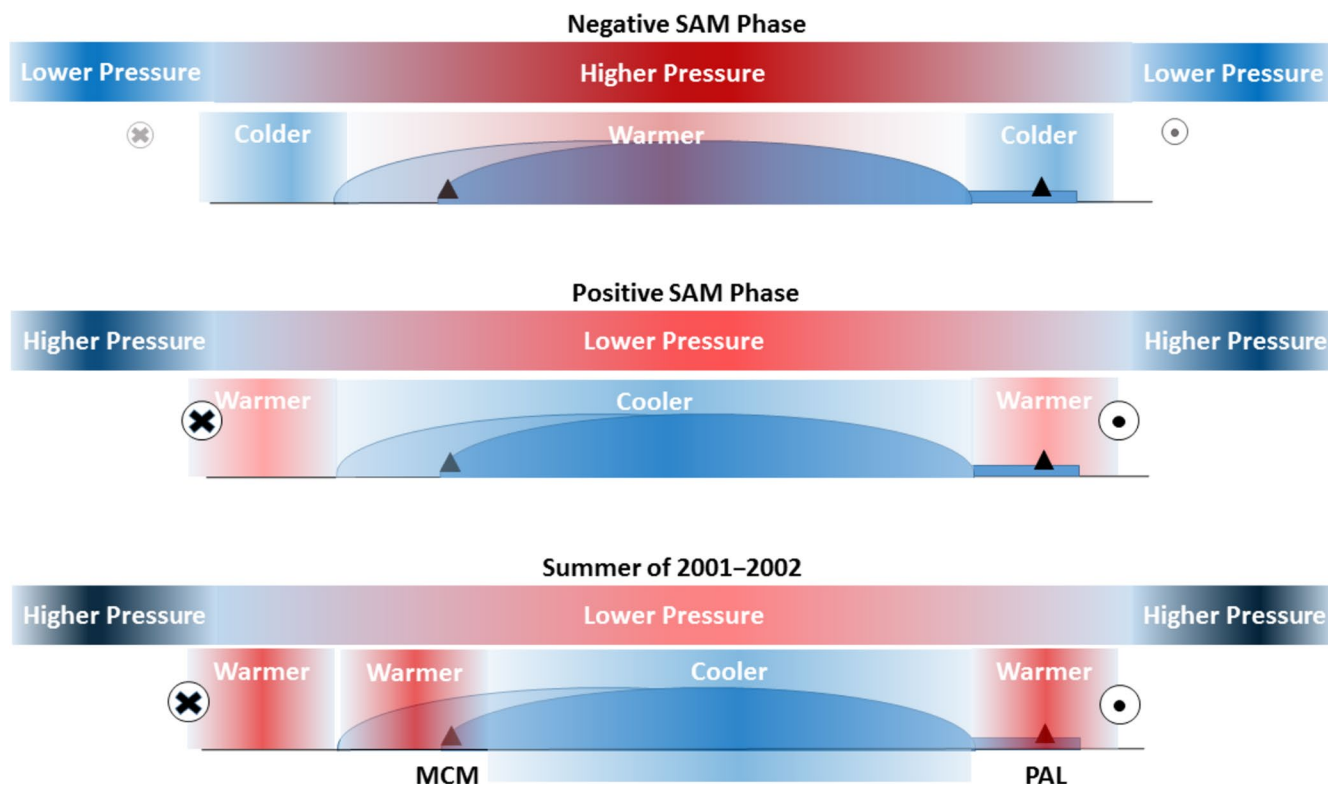 Negative SAM Phase
Lower Pressure Higher Pressure Lower Pressure
Colder Warmer Colder
Positive SAM Phase
Higher Pressure Lower Pressure Higher Pressure
Warmer Cooler Warmer
Summer of 2001–2002
Higher Pressure Lower Pressure Higher Pressure
Warmer Warmer Cooler Warmer
MCM PAL